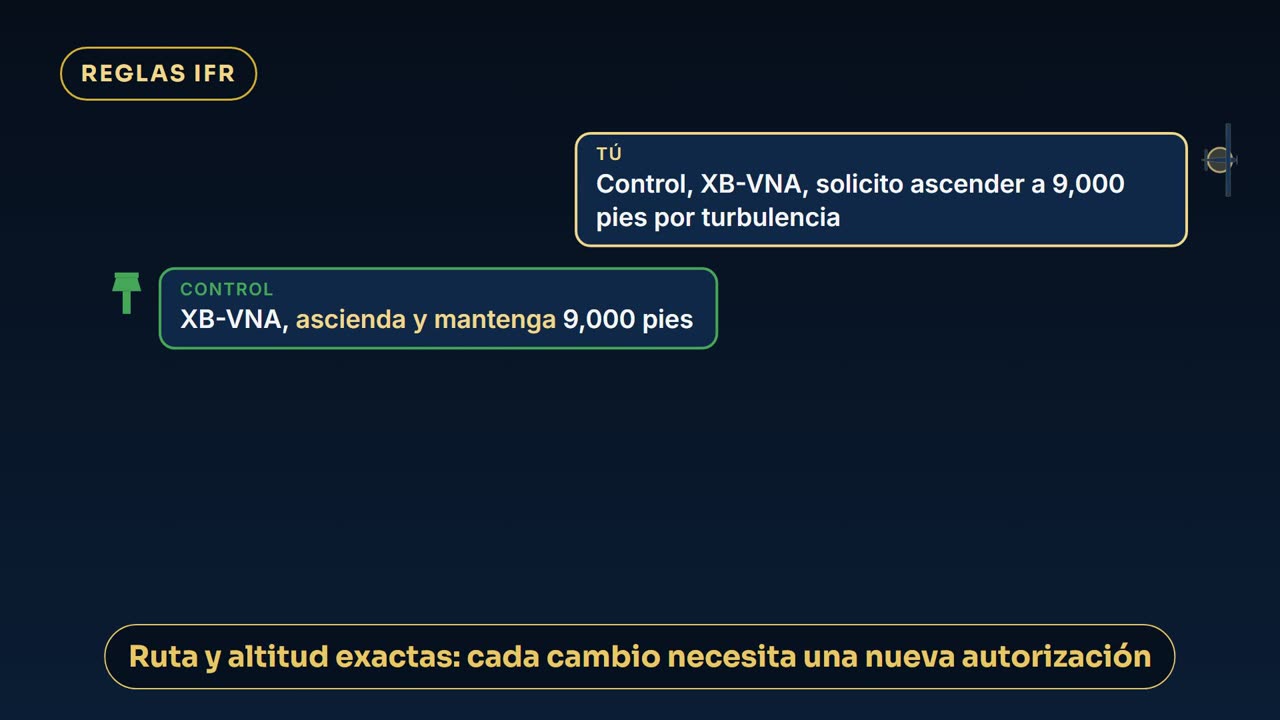 REGLAS IFR
TÚ
Control, XB-VNA, solicito ascender a 9,000
pies por turbulencia
CONTROL
XB-VNA, ascienda y mantenga 9,000 pies
Ruta y altitud exactas: cada cambio necesita una nueva autorización